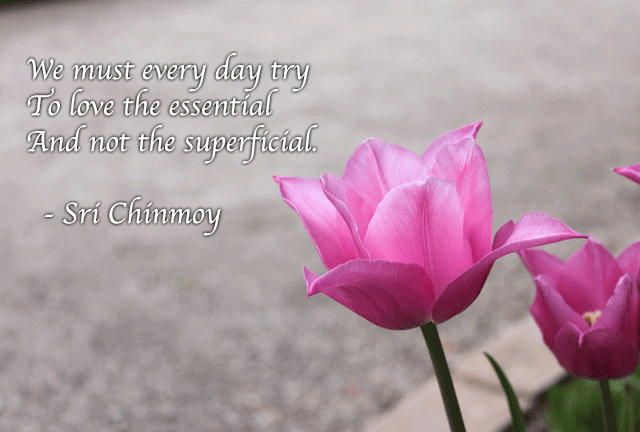 We must every day try
To love the essential
And not the superficial.
- Sri Chinmoy